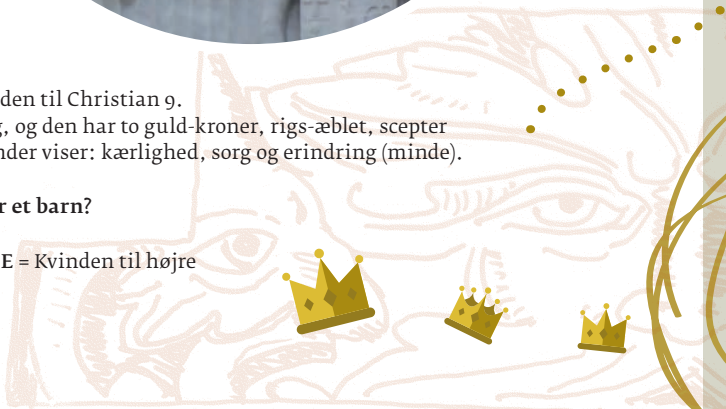 den til Christian 9.
, og den har to guld-kroner, rigs-æblet, scepter
nder viser: kærlighed, sorg og erindring (minde).
r et barn?
E = Kvinden til højre